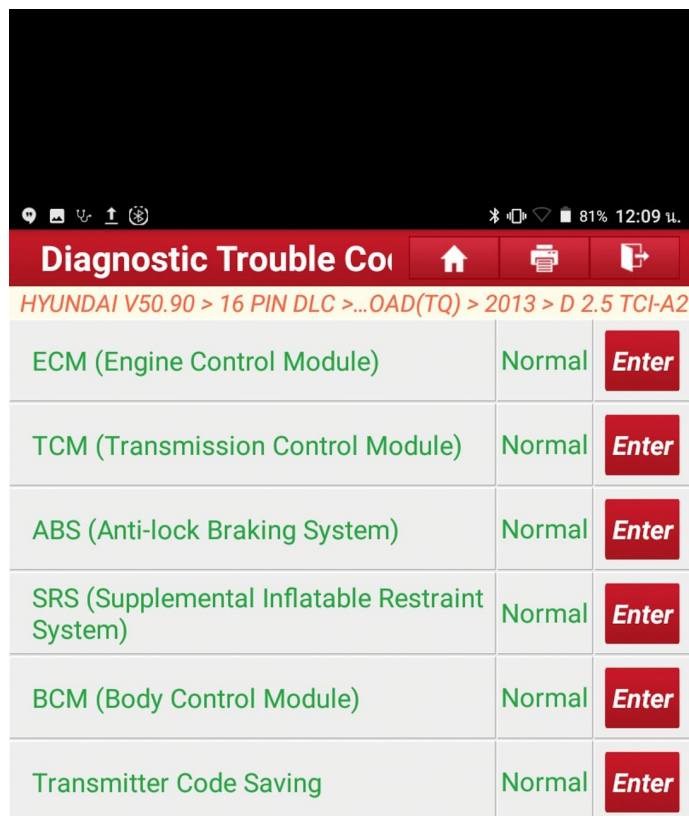 81% 12:09 น.
Diagnostic Trouble Co
HYUNDAI V50.90 > 16 PIN DLC >...OAD(TQ) > 2013 > D 2.5 TCI-A2
ECM (Engine Control Module) Normal Enter
TCM (Transmission Control Module) Normal Enter
ABS (Anti-lock Braking System) Normal Enter
SRS (Supplemental Inflatable Restraint
System) Normal Enter
BCM (Body Control Module) Normal Enter
Transmitter Code Saving Normal Enter